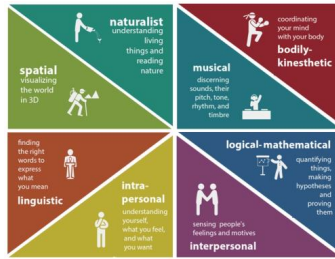 naturalist
understanding
living
things and
reading
nature
spatial
visualizing
the world
in 3D
coordinating
your mind
with your body
bodily-
kinesthetic
musical
discerning
sounds, their
pitch, tone,
rhythm, and
timbre
finding
the right
words to
express
what
you mean
linguistic
intra-
personal
understanding
yourself,
what you feel,
and what
you want
logical-mathematical
quantifying
things,
making
hypotheses
and
proving
them
sensing people's
feelings and motives
interpersonal